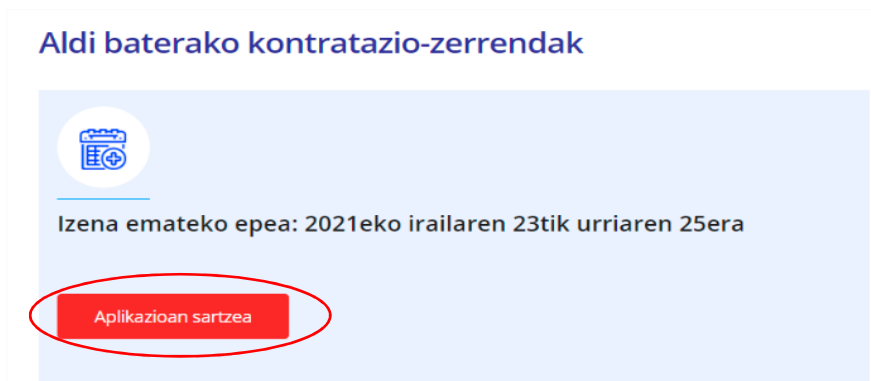 Aldi baterako kontratazio-zerrendak
Izena emateko epea: 2021eko irailaren 23tik urriaren 25era
Aplikazioan sartzea